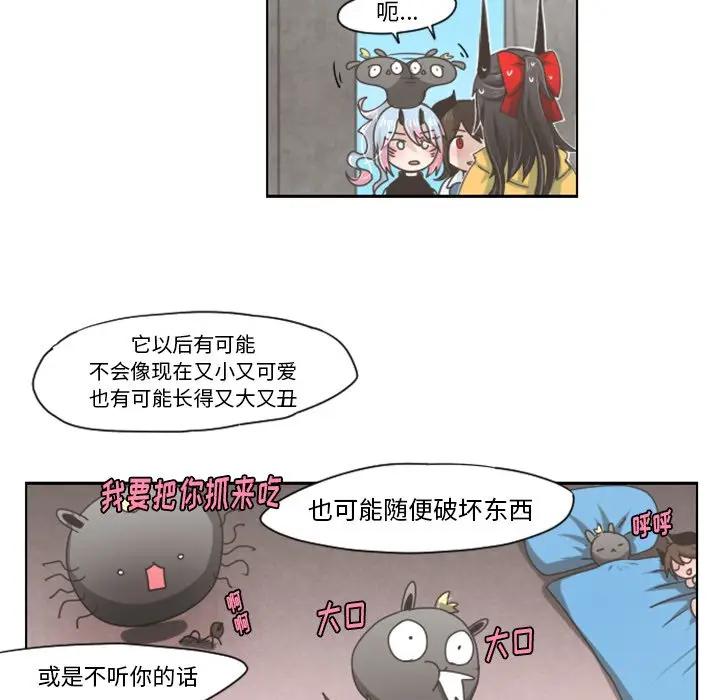 呃...
它以后有可能
不会像现在又小又可爱
也有可能长得又大又丑
我要把你抓来吃
也可能随便破坏东西
呼呼
啊啊
大口
大口
或是不听你的话